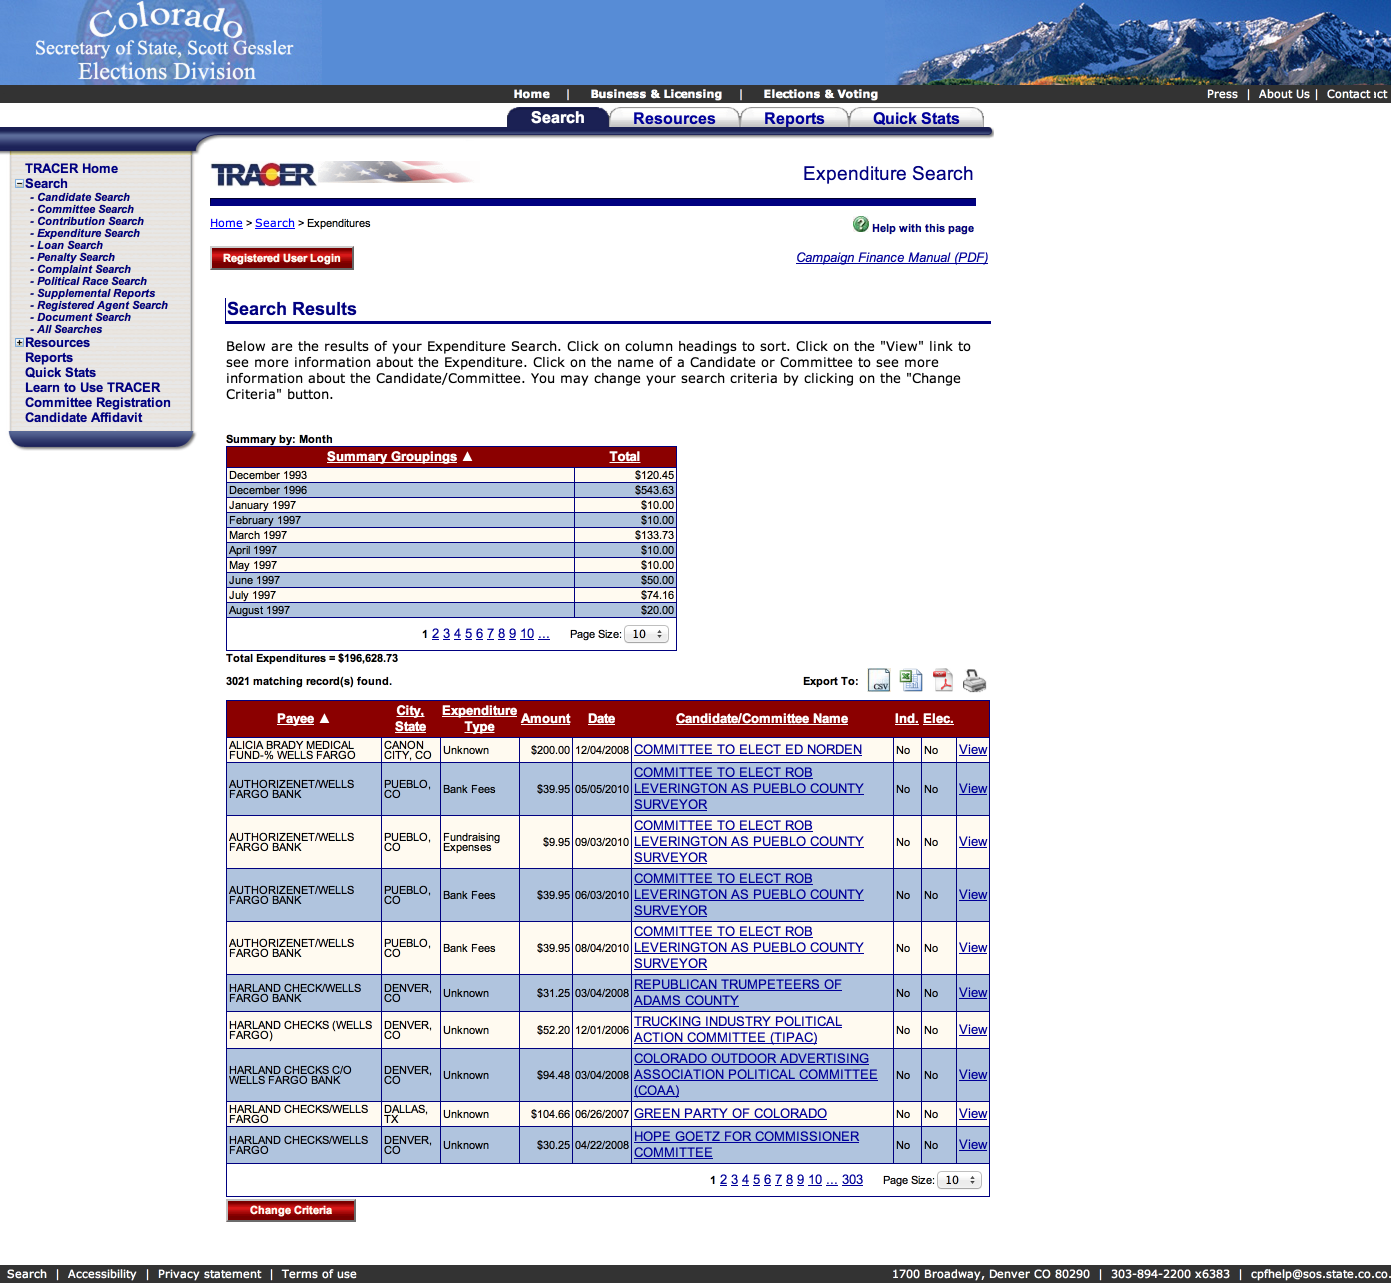 Colorado
Secretary of State, Scott Gessler
Elections Division
Home | Business & Licensing | Elections & Voting
Press | About Us | Contact
Search Resources Reports Quick Stats
TRACER Home
Search
- Candidate Search
- Committee Search
- Contribution Search
- Expenditure Search
- Loan Search
- Penalty Search
- Complaint Search
- Political Race Search
- Supplemental Reports
- Registered Agent Search
- Document Search
- All Searches
Resources
Reports
Quick Stats
Learn to Use TRACER
Committee Registration
Candidate Affidavit
TRACER
Expenditure Search
Home > Search > Expenditures
Help with this page
Registered User Login
Campaign Finance Manual (PDF)
Search Results
Below are the results of your Expenditure Search. Click on column headings to sort. Click on the "View" link to
see more information about the Expenditure. Click on the name of a Candidate or Committee to see more
information about the Candidate/Committee. You may change your search criteria by clicking on the "Change
Criteria" button.
Summary by: Month
Summary Groupings ▲ Total
December 1993 $120.45
December 1996 $543.63
January 1997 $10.00
February 1997 $10.00
March 1997 $133.73
April 1997 $10.00
May 1997 $10.00
June 1997 $50.00
July 1997 $74.16
August 1997 $20.00
1 2 3 4 5 6 7 8 9 10 ... Page Size: 10
Total Expenditures = $196,628.73
3021 matching record(s) found.
Export To: CSV
Payee ▲ City, State Expenditure Type Amount Date Candidate/Committee Name Ind. Elec.
ALICIA BRADY MEDICAL FUND-% WELLS FARGO CANON CITY, CO Unknown $200.00 12/04/2008 COMMITTEE TO ELECT ED NORDEN No No View
AUTHORIZENET/WELLS FARGO BANK PUEBLO, CO Bank Fees $39.95 05/05/2010 COMMITTEE TO ELECT ROB LEVERINGTON AS PUEBLO COUNTY SURVEYOR No No View
AUTHORIZENET/WELLS FARGO BANK PUEBLO, CO Fundraising Expenses $9.95 09/03/2010 COMMITTEE TO ELECT ROB LEVERINGTON AS PUEBLO COUNTY SURVEYOR No No View
AUTHORIZENET/WELLS FARGO BANK PUEBLO, CO Bank Fees $39.95 06/03/2010 COMMITTEE TO ELECT ROB LEVERINGTON AS PUEBLO COUNTY SURVEYOR No No View
AUTHORIZENET/WELLS FARGO BANK PUEBLO, CO Bank Fees $39.95 08/04/2010 COMMITTEE TO ELECT ROB LEVERINGTON AS PUEBLO COUNTY SURVEYOR No No View
HARLAND CHECK/WELLS FARGO BANK DENVER, CO Unknown $31.25 03/04/2008 REPUBLICAN TRUMPETEERS OF ADAMS COUNTY No No View
HARLAND CHECKS (WELLS FARGO) DENVER, CO Unknown $52.20 12/01/2006 TRUCKING INDUSTRY POLITICAL ACTION COMMITTEE (TIPAC) No No View
HARLAND CHECKS C/O WELLS FARGO BANK DENVER, CO Unknown $94.48 03/04/2008 COLORADO OUTDOOR ADVERTISING ASSOCIATION POLITICAL COMMITTEE (COAA) No No View
HARLAND CHECKS/WELLS FARGO DALLAS, TX Unknown $104.66 06/26/2007 GREEN PARTY OF COLORADO No No View
HARLAND CHECKS/WELLS FARGO DENVER, CO Unknown $30.25 04/22/2008 HOPE GOETZ FOR COMMISSIONER COMMITTEE No No View
1 2 3 4 5 6 7 8 9 10 ... 303 Page Size: 10
Change Criteria
Search | Accessibility | Privacy statement | Terms of use
1700 Broadway, Denver CO 80290 | 303-894-2200 x6383 | cpfhelp@sos.state.co.co.